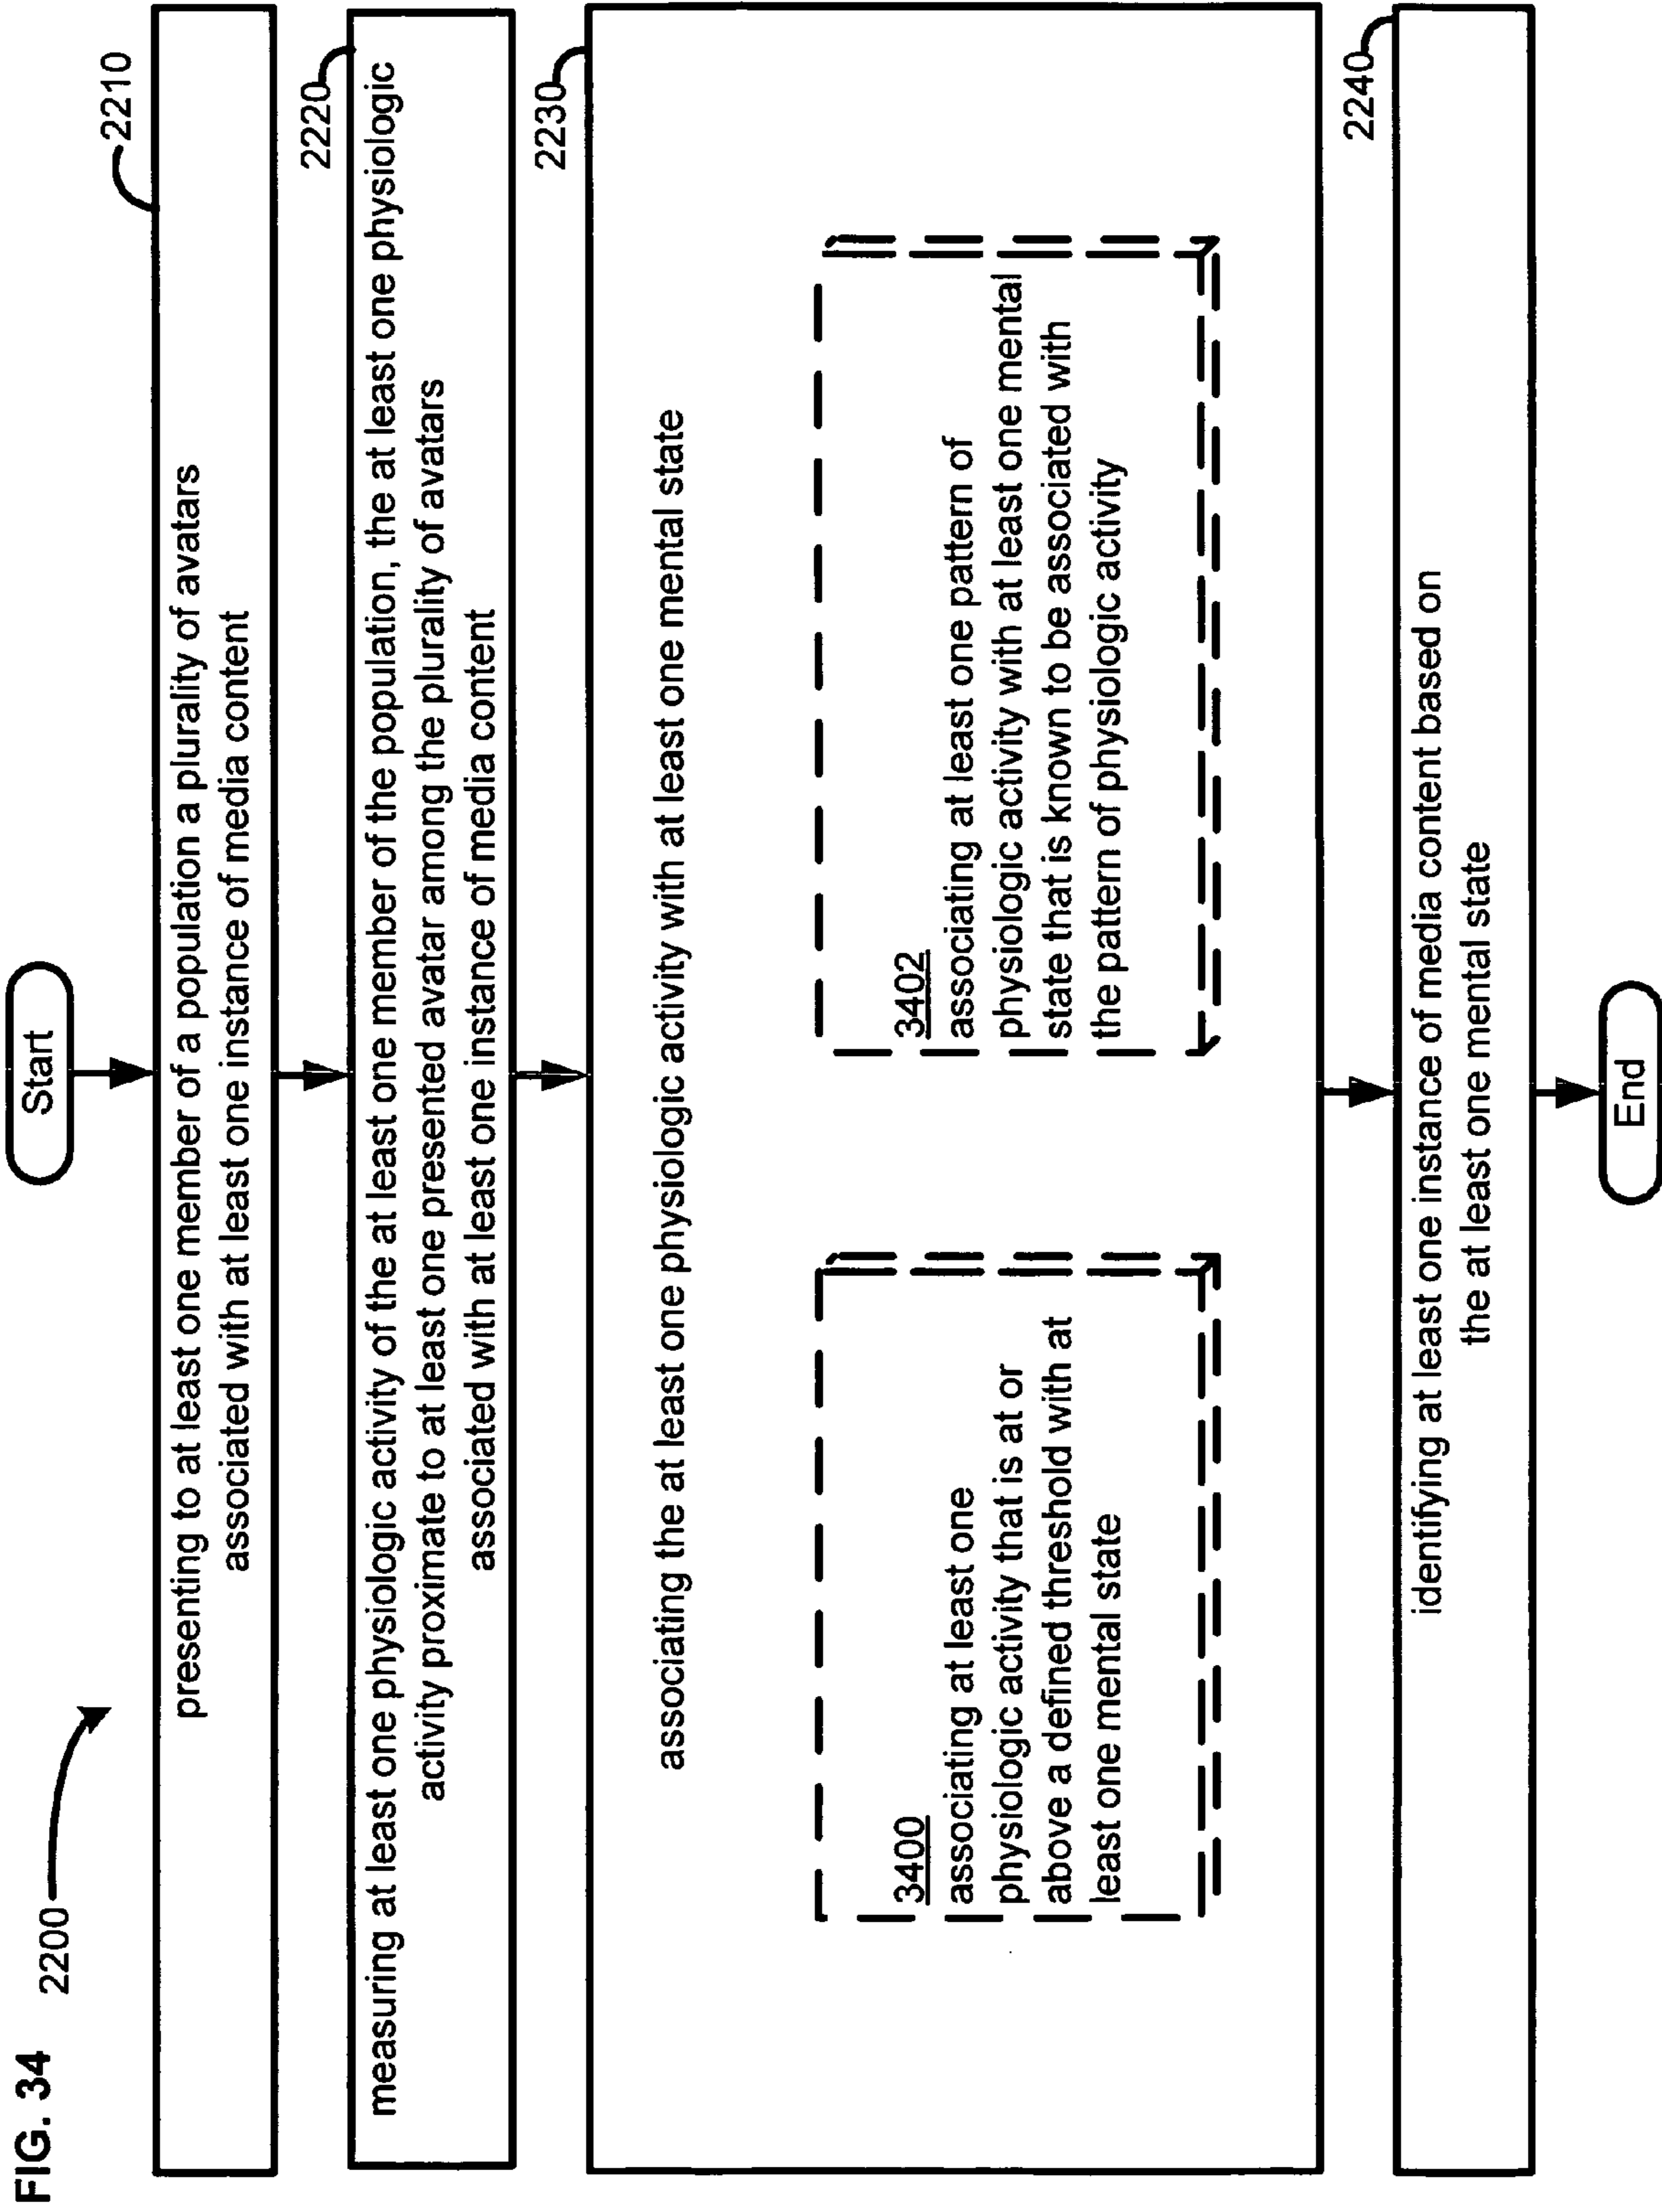 FIG. 34
2200
Start
2210
presenting to at least one member of a population a plurality of avatars
associated with at least one instance of media content
2220
measuring at least one physiologic activity of the at least one member of the population, the at least one physiologic
activity proximate to at least one presented avatar among the plurality of avatars
associated with at least one instance of media content
2230
associating the at least one physiologic activity with at least one mental state
3400
associating at least one
physiologic activity that is at or
above a defined threshold with at
least one mental state
3402
associating at least one pattern of
physiologic activity with at least one mental
state that is known to be associated with
the pattern of physiologic activity
2240
identifying at least one instance of media content based on
the at least one mental state
End